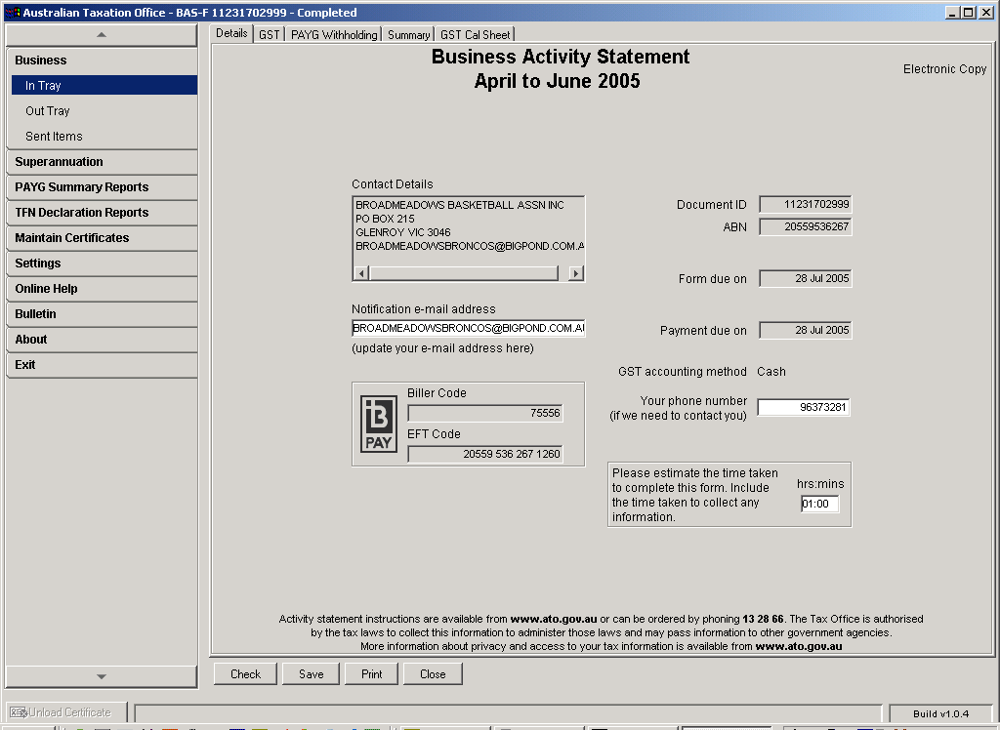 Australian Taxation Office - BAS-F 11231702999 - Completed
Business
In Tray
Out Tray
Sent Items
Superannuation
PAYG Summary Reports
TFN Declaration Reports
Maintain Certificates
Settings
Online Help
Bulletin
About
Exit
Details GST PAYG Withholding Summary GST Cal Sheet
Business Activity Statement
April to June 2005
Electronic Copy
Contact Details
BROADMEADOWS BASKETBALL ASSN INC
PO BOX 215
GLENROY VIC 3046
BROADMEADOWSBRONCOS@BIGPOND.COM.A
Notification e-mail address
BROADMEADOWSBRONCOS@BIGPOND.COM.AU
(update your e-mail address here)
B PAY
Biller Code
75556
EFT Code
20559 536 267 1260
Document ID 11231702999
ABN 20559536267
Form due on 28 Jul 2005
Payment due on 28 Jul 2005
GST accounting method Cash
Your phone number
(if we need to contact you)
96373281
Please estimate the time taken
to complete this form. Include
the time taken to collect any
information.
hrs:mins
01:00
Activity statement instructions are available from www.ato.gov.au or can be ordered by phoning 13 28 66. The Tax Office is authorised
by the tax laws to collect this information to administer those laws and may pass information to other government agencies.
More information about privacy and access to your tax information is available from www.ato.gov.au
Check Save Print Close
Unload Certificate
Build v1.0.4